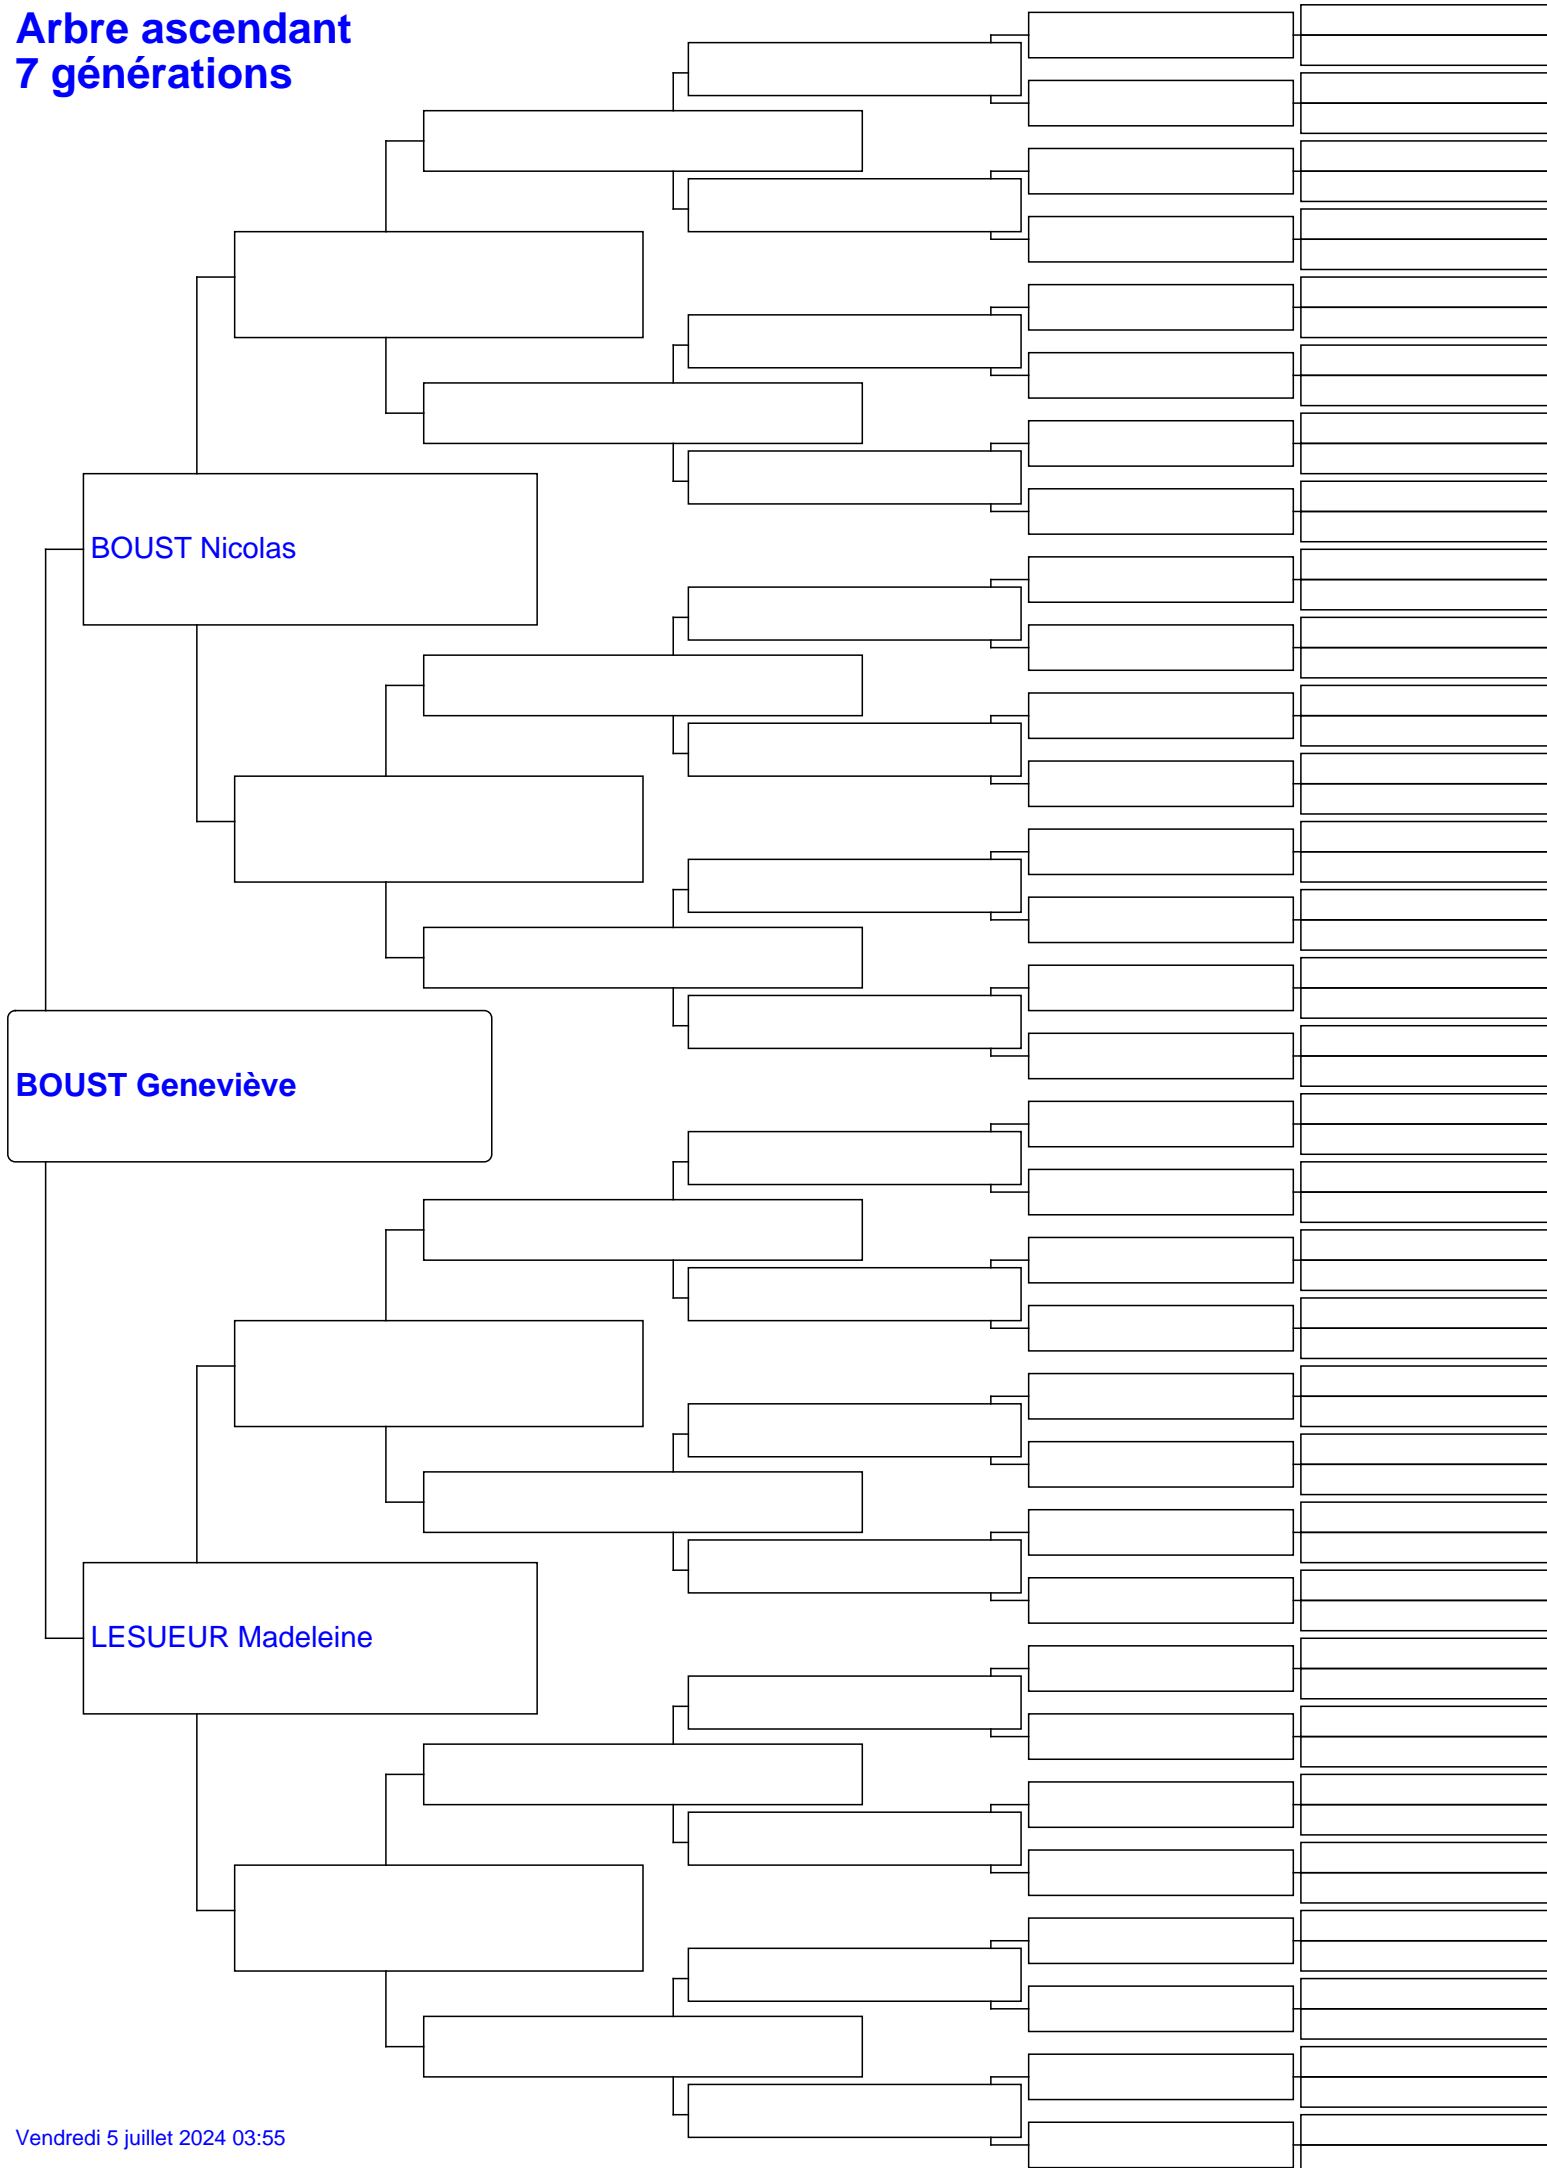 Arbre ascendant
7 générations
BOUST Nicolas
BOUST Geneviève
LESUEUR Madeleine
Vendredi 5 juillet 2024 03:55